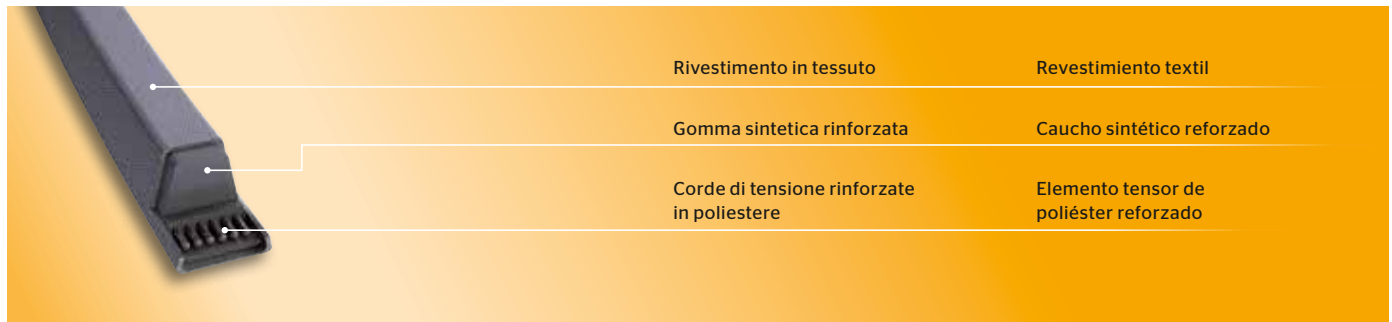 Rivestimento in tessuto
Revestimiento textil
Gomma sintetica rinforzata
Caucho sintético reforzado
Corde di tensione rinforzate
in poliestere
Elemento tensor de
poliéster reforzado